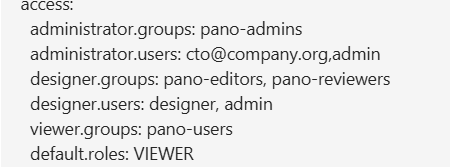 access:
administrator.groups: pano-admins
administrator.users: cto@company.org,admin
designer.groups: pano-editors, pano-reviewers
designer.users: designer, admin
viewer.groups: pano-users
default.roles: VIEWER